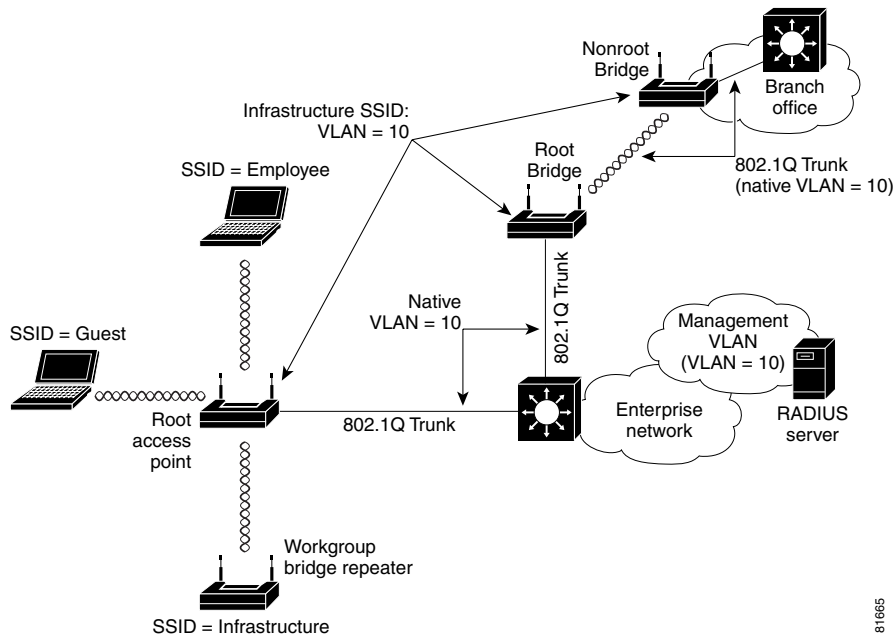 Nonroot
Bridge
Branch
office
Infrastructure SSID:
VLAN = 10
Root
Bridge
802.1Q Trunk
(native VLAN = 10)
SSID = Employee
802.1Q Trunk
Native
VLAN = 10
Management
VLAN
(VLAN = 10)
SSID = Guest
Root
access
point
802.1Q Trunk
Enterprise
network
RADIUS
server
Workgroup
bridge repeater
SSID = Infrastructure
81665